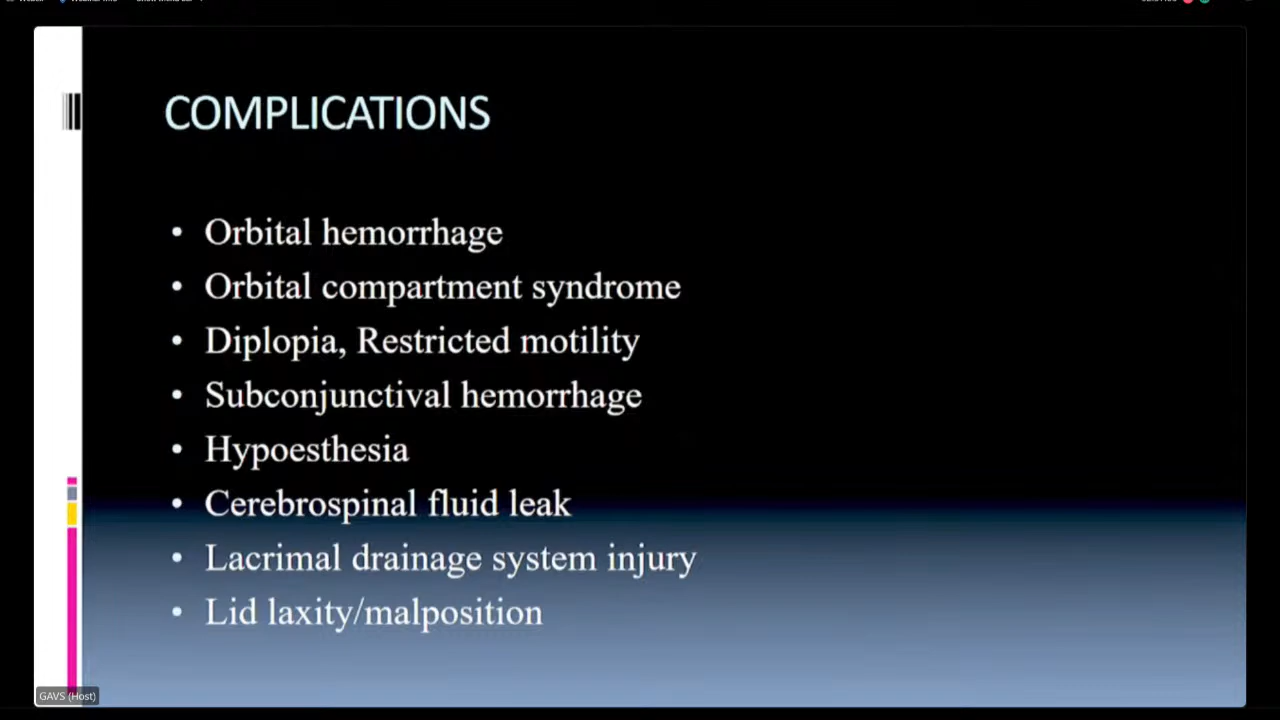 COMPLICATIONS
• Orbital hemorrhage
• Orbital compartment syndrome
• Diplopia, Restricted motility
• Subconjunctival hemorrhage
• Hypoesthesia
• Cerebrospinal fluid leak
• Lacrimal drainage system injury
• Lid laxity/malposition
GAVS (Host)